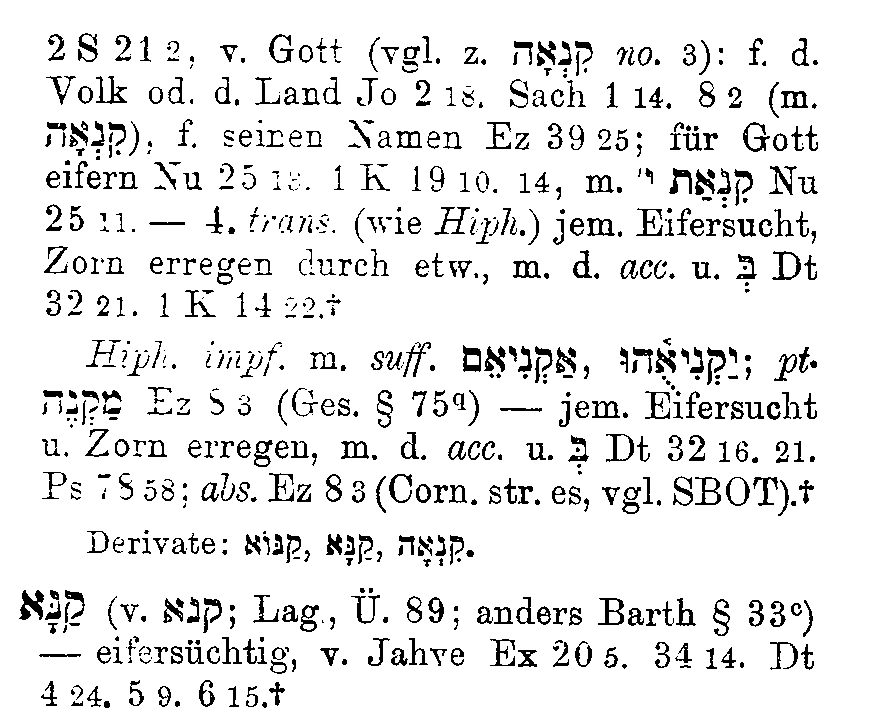 2 S 21 2, v. Gott (vgl. z. קִנְאָה no. 3): f. d.
Volk od. d. Land Jo 2 18. Sach 1 14. 8 2 (m.
קִנְאָה), f. seinen Namen Ez 39 25; für Gott
eifern Nu 25 13. 1 K 19 10. 14, m. קִנְאַת י״ Nu
25 11. — 4. trans. (wie Hiph.) jem. Eifersucht,
Zorn erregen durch etw., m. d. acc. u. בְּ Dt
32 21. 1 K 14 22.†
Hiph. impf. m. suff. אַקְנִיאֵם, יַקְנִיאֻ֫הוּ; pt.
מַקְנֶה Ez 8 3 (Ges. § 75q) — jem. Eifersucht
u. Zorn erregen, m. d. acc. u. בְּ Dt 32 16. 21.
Ps 78 58; abs. Ez 8 3 (Corn. str. es, vgl. SBOT).†
Derivate: קִנְאָה, קַנָּא, קַנּוֹא.
קַנָּא (v. קנא; Lag., Ü. 89; anders Barth § 33c)
— eifersüchtig, v. Jahve Ex 20 5. 34 14. Dt
4 24. 5 9. 6 15.†